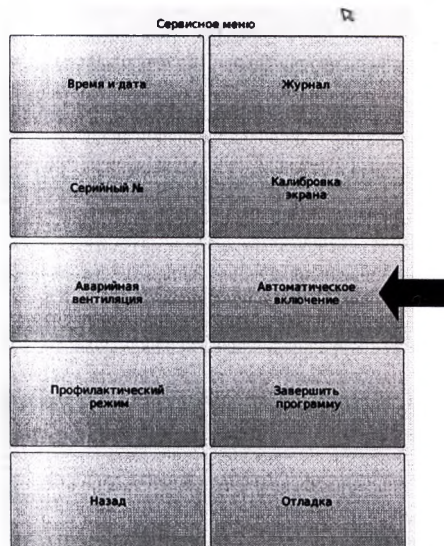 Сервисное меню
Время и дата
Журнал
Серийный №
Калибровка
экрана
Аварийная
вентиляция
Автоматическое
включение
Профилактический
режим
Завершить
программу
Назад
Отладка